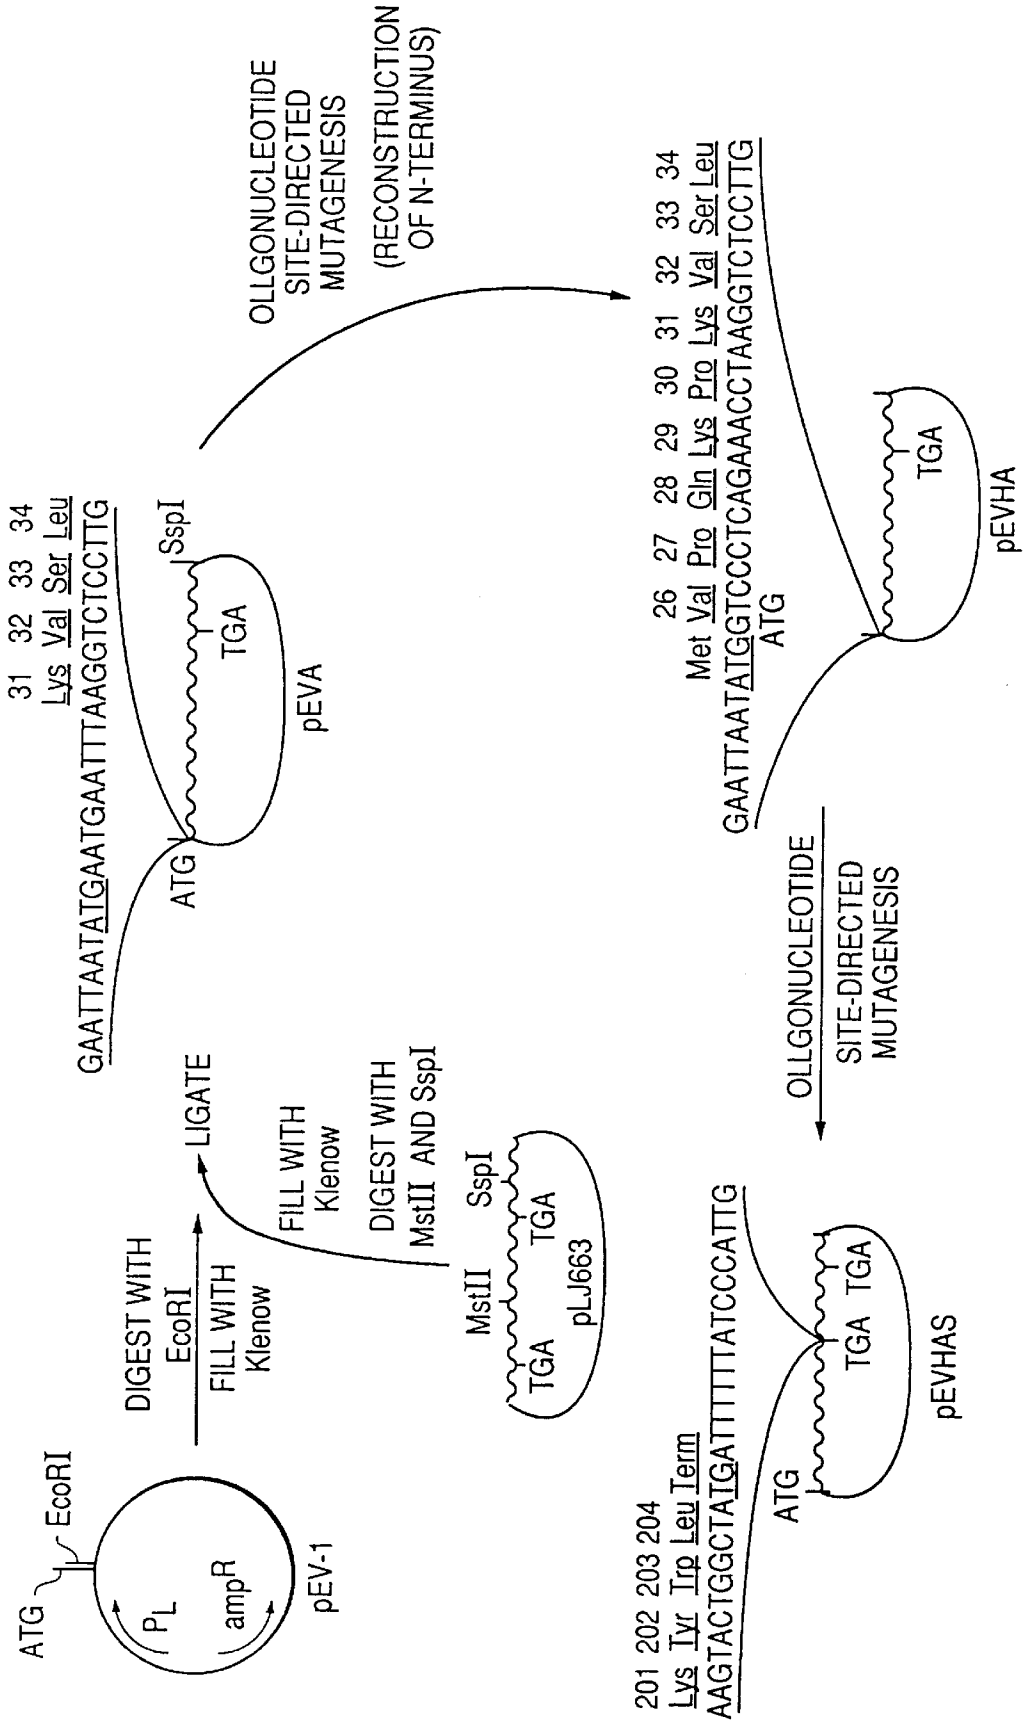 ATG
EcoRI
PL
ampR
pEV-1
DIGEST WITH
EcoRI
FILL WITH
Klenow
LIGATE
FILL WITH
Klenow
DIGEST WITH
MstII AND SspI
MstII
SspI
TGA
TGA
pLJ663
31 32 33 34
Lys Val Ser Leu
GAATTAATATGAATGAATTTAAGGTCTCCTTG
ATG
SspI
TGA
pEVA
OLLGONUCLEOTIDE
SITE-DIRECTED
MUTAGENESIS
(RECONSTRUCTION
OF N-TERMINUS)
26 27 28 29 30 31 32 33 34
Met Val Pro Gln Lys Pro Lys Val Ser Leu
GAATTAATATGGTCCCTCAGAAACCTAAGGTCTCCTTG
ATG
TGA
pEVHA
OLLGONUCLEOTIDE
SITE-DIRECTED
MUTAGENESIS
201 202 203 204
Lys Tyr Trp Leu Term
AAGTACTGGCTATGATTTTTTATCCCATTG
ATG
TGA TGA
pEVHAS